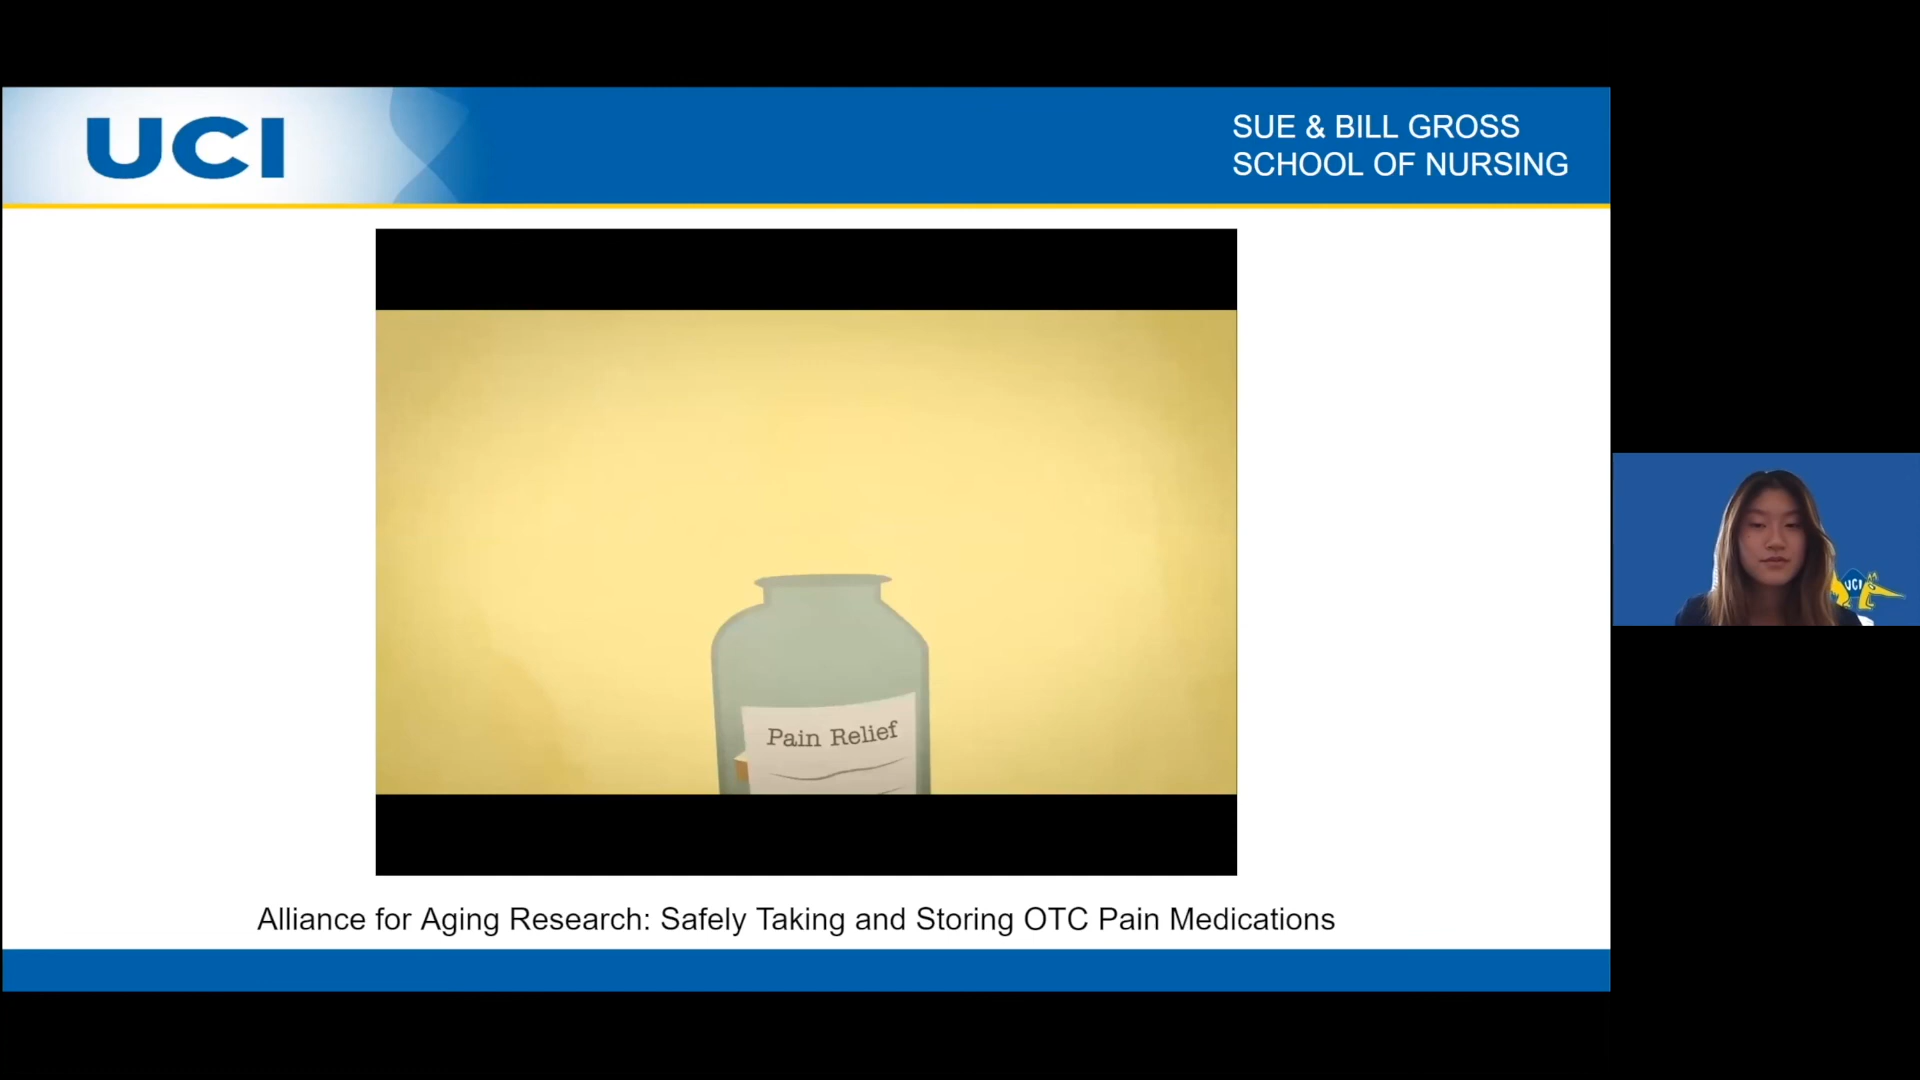 UCI
SUE & BILL GROSS
SCHOOL OF NURSING
Pain Relief
UCI
Alliance for Aging Research: Safely Taking and Storing OTC Pain Medications